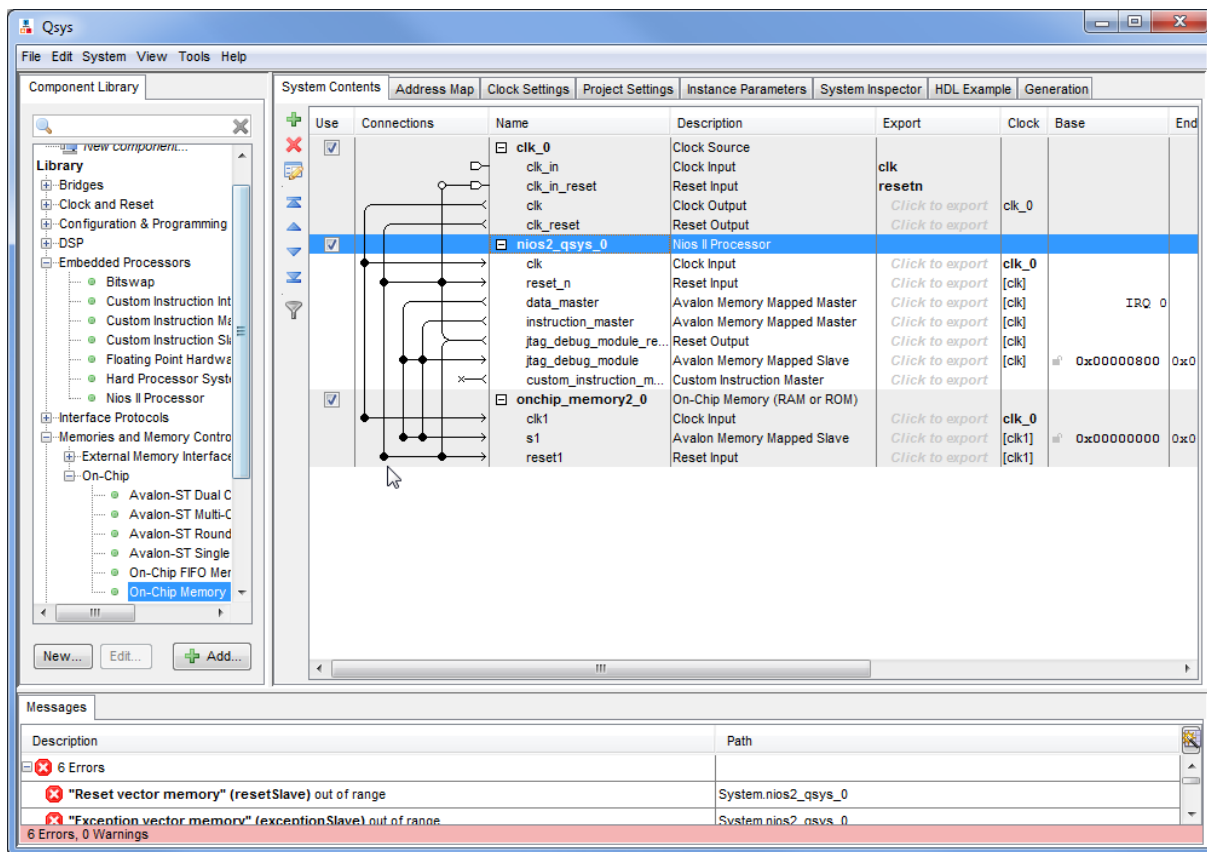 Qsys
File Edit System View Tools Help
Component Library
New component...
Library
Bridges
Clock and Reset
Configuration & Programming
DSP
Embedded Processors
Bitswap
Custom Instruction Int
Custom Instruction Ma
Custom Instruction Sla
Floating Point Hardwa
Hard Processor Syste
Nios II Processor
Interface Protocols
Memories and Memory Contro
External Memory Interface
On-Chip
Avalon-ST Dual C
Avalon-ST Multi-C
Avalon-ST Round
Avalon-ST Single
On-Chip FIFO Mer
On-Chip Memory
New... Edit... Add...
System Contents Address Map Clock Settings Project Settings Instance Parameters System Inspector HDL Example Generation
Use Connections Name Description Export Clock Base End
clk_0 Clock Source
clk_in Clock Input clk
clk_in_reset Reset Input resetn
clk Clock Output Click to export clk_0
clk_reset Reset Output Click to export
nios2_qsys_0 Nios II Processor
clk Clock Input Click to export clk_0
reset_n Reset Input Click to export [clk]
data_master Avalon Memory Mapped Master Click to export [clk] IRQ 0
instruction_master Avalon Memory Mapped Master Click to export [clk]
jtag_debug_module_re... Reset Output Click to export [clk]
jtag_debug_module Avalon Memory Mapped Slave Click to export [clk] 0x00000800 0x0
custom_instruction_m... Custom Instruction Master Click to export
onchip_memory2_0 On-Chip Memory (RAM or ROM)
clk1 Clock Input Click to export clk_0
s1 Avalon Memory Mapped Slave Click to export [clk1] 0x00000000 0x0
reset1 Reset Input Click to export [clk1]
Messages
Description Path
6 Errors
"Reset vector memory" (resetSlave) out of range System.nios2_qsys_0
"Exception vector memory" (exceptionSlave) out of range System.nios2_qsys_0
6 Errors, 0 Warnings